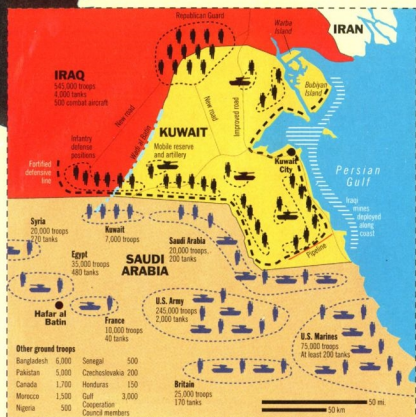 Republican Guard
Warba
Island
IRAN
IRAQ
545,000 troops
4,000 tanks
500 combat aircraft
Bubiyan
Island
New road
New road
Improved road
Infantry
defense
positions
Wadi al Batin
KUWAIT
Mobile reserve
and artillery
Fortified
defensive
line
Kuwait
City
Persian
Gulf
Iraqi
mines
deployed
along
coast
Syria
20,000 troops
270 tanks
Kuwait
7,000 troops
Saudi Arabia
20,000 troops
200 tanks
Pipeline
Egypt
35,000 troops
480 tanks
SAUDI
ARABIA
Hafar al
Batin
U.S. Army
245,000 troops
2,000 tanks
France
10,000 troops
40 tanks
U.S. Marines
75,000 troops
At least 200 tanks
Other ground troops
Bangladesh 6,000 Senegal 500
Pakistan 5,000 Czechoslovakia 200
Canada 1,700 Honduras 150
Morocco 1,500 Gulf 3,000
Nigeria 500 Cooperation
Council members
Britain
25,000 troops
170 tanks
50 mi.
50 km